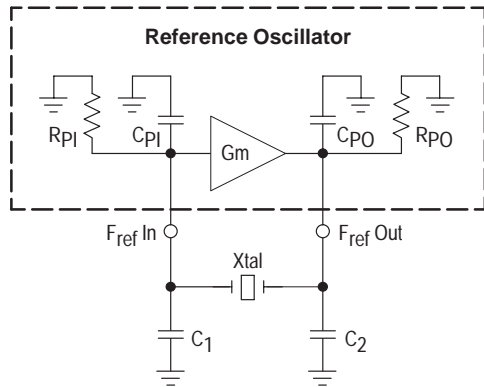 Reference Oscillator
RPI
CPI
Gm
CPO
RPO
Fref In
Fref Out
Xtal
C1
C2